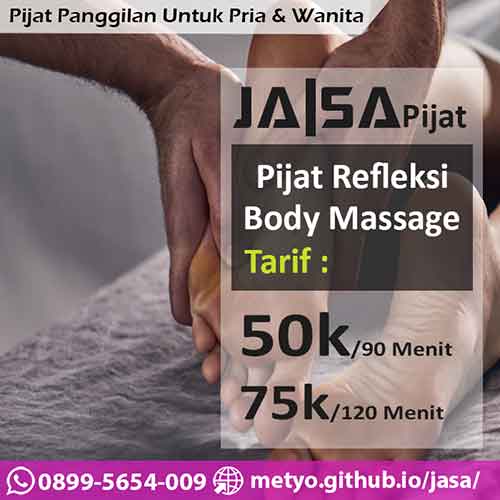 Pijat Panggilan Untuk Pria & Wanita
JA|SA Pijat
Pijat Refleksi
Body Massage
Tarif :
50k/90 Menit
75k/120 Menit
0899-5654-009 metyo.github.io/jasa/